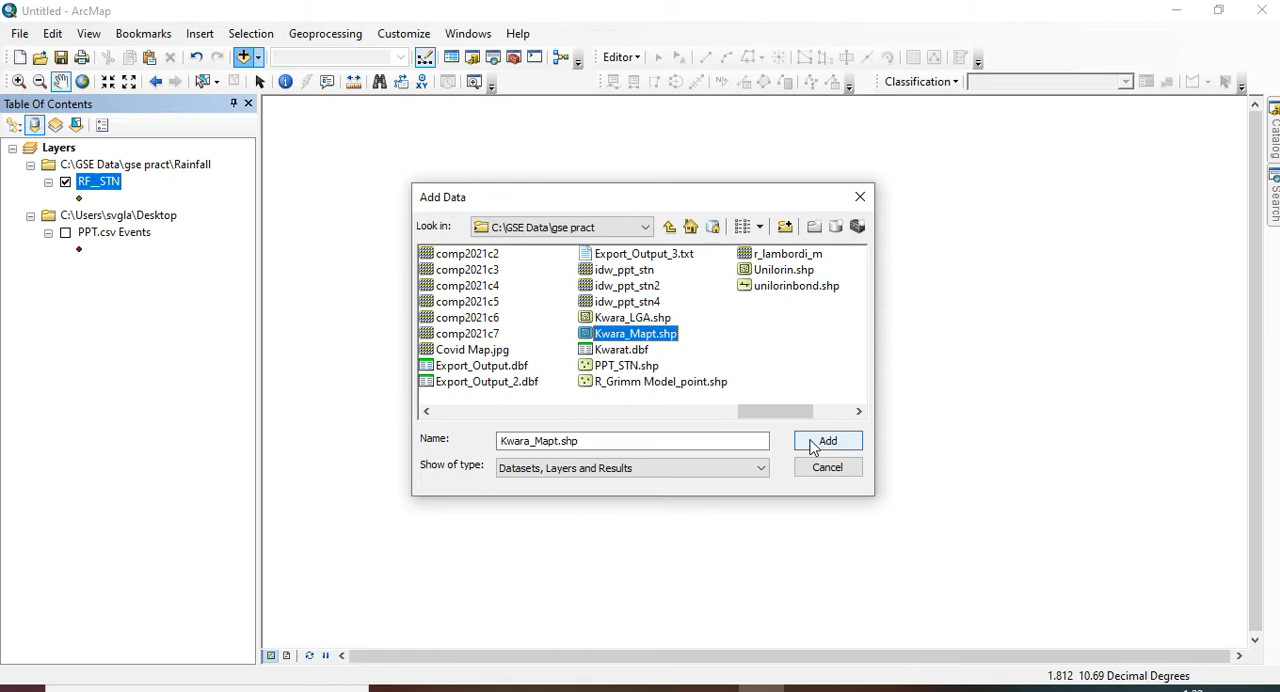 Untitled - ArcMap
File Edit View Bookmarks Insert Selection Geoprocessing Customize Windows Help
Editor
Classification
Table Of Contents
Layers
C:\GSE Data\gse pract\Rainfall
RF__STN
C:\Users\svgla\Desktop
PPT.csv Events
Add Data
Look in: C:\GSE Data\gse pract
comp2021c2 Export_Output_3.txt r_lambordi_m
comp2021c3 idw_ppt_stn Unilorin.shp
comp2021c4 idw_ppt_stn2 unilorinbond.shp
comp2021c5 idw_ppt_stn4
comp2021c6 Kwara_LGA.shp
comp2021c7 Kwara_Mapt.shp
Covid Map.jpg Kwarat.dbf
Export_Output.dbf PPT_STN.shp
Export_Output_2.dbf R_Grimm Model_point.shp
Name: Kwara_Mapt.shp Add
Show of type: Datasets, Layers and Results Cancel
Catalog
Search
1.812 10.69 Decimal Degrees